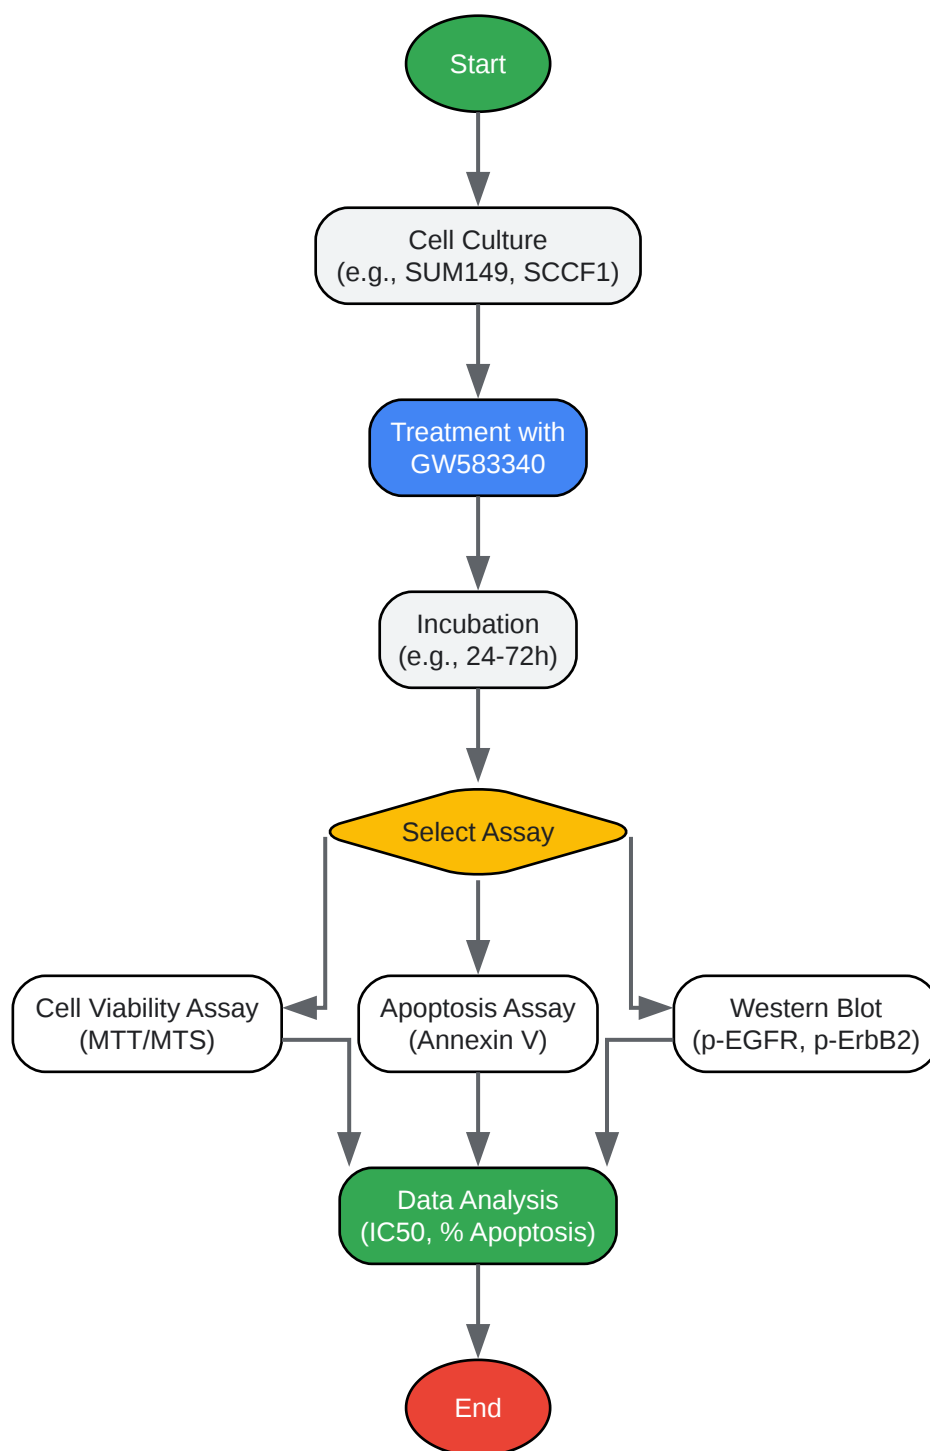 Start
Cell Culture
(e.g., SUM149, SCCF1)
Treatment with
GW583340
Incubation
(e.g., 24-72h)
Select Assay
Cell Viability Assay
(MTT/MTS)
Apoptosis Assay
(Annexin V)
Western Blot
(p-EGFR, p-ErbB2)
Data Analysis
(IC50, % Apoptosis)
End